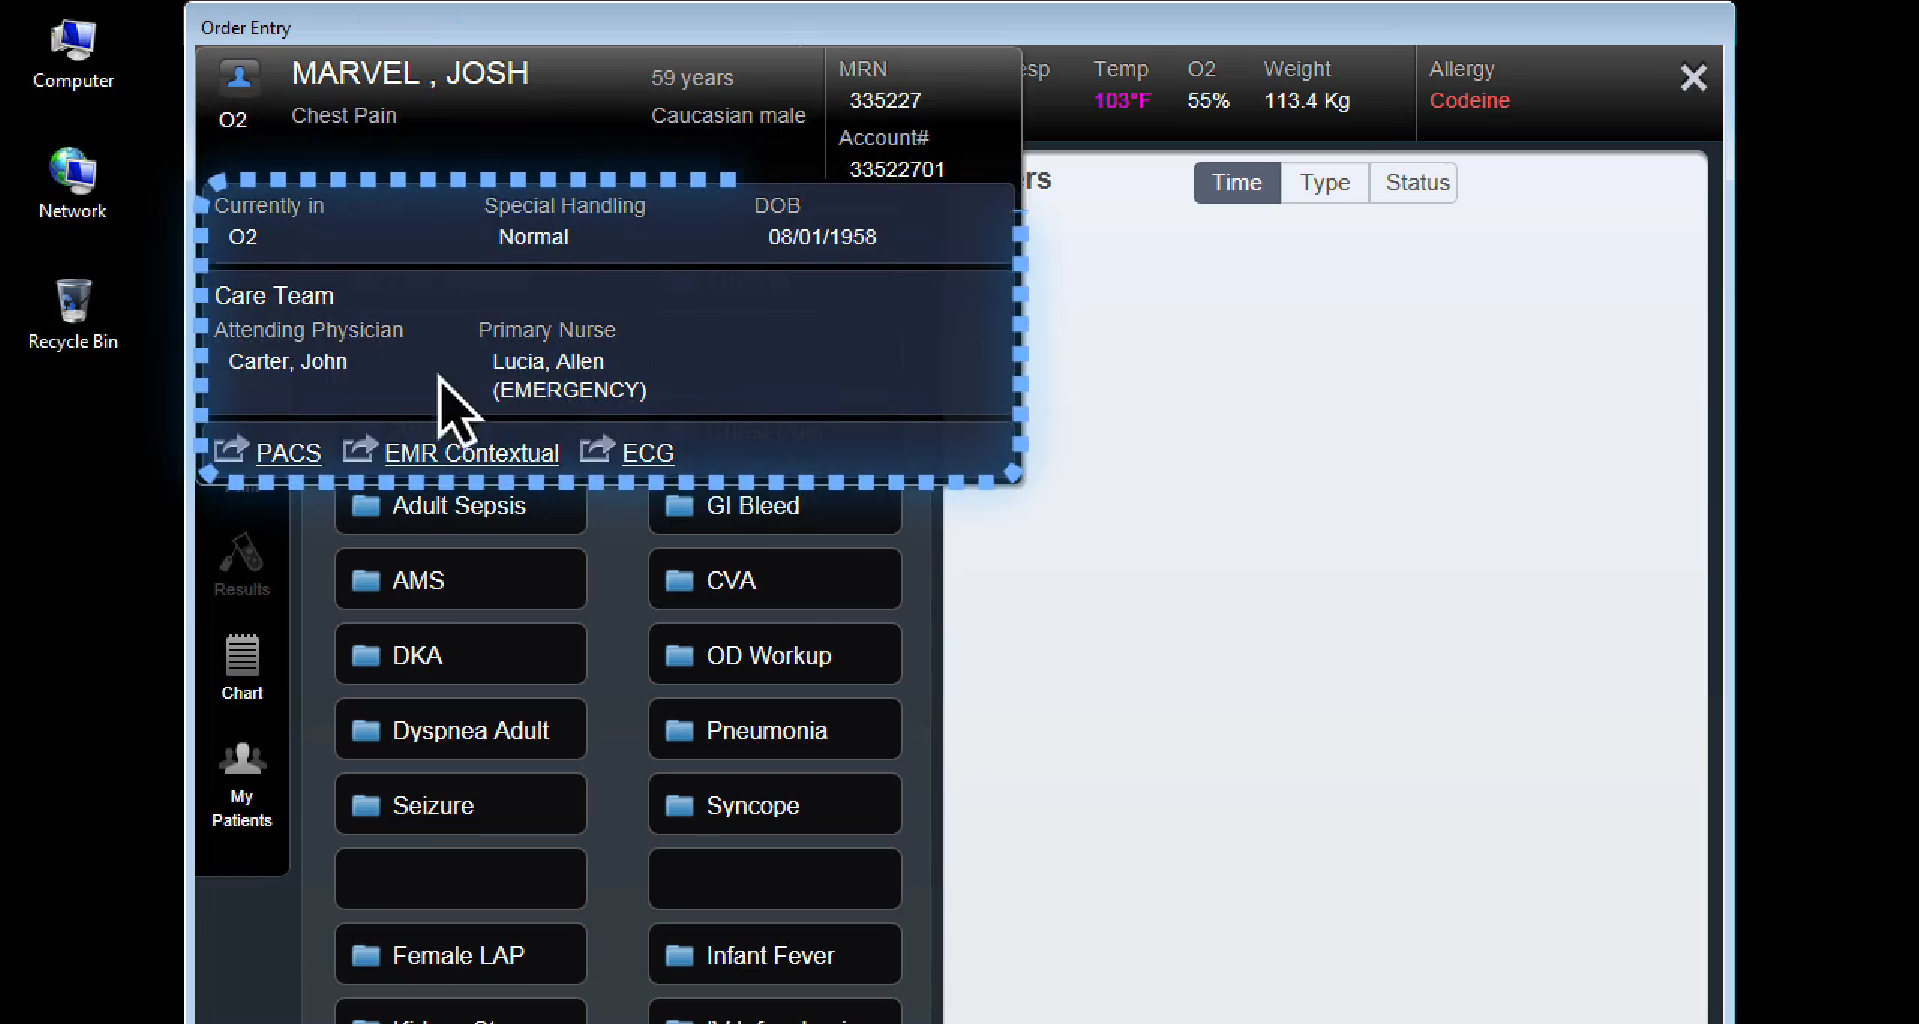 Computer
Network
Recycle Bin
Order Entry
MARVEL , JOSH
59 years
O2
Chest Pain
Caucasian male
MRN
335227
Account#
33522701
Temp
103°F
O2
55%
Weight
113.4 Kg
Allergy
Codeine
Currently in
O2
Special Handling
Normal
DOB
08/01/1958
Care Team
Attending Physician
Carter, John
Primary Nurse
Lucia, Allen
(EMERGENCY)
PACS
EMR Contextual
ECG
Time
Type
Status
Results
Chart
My
Patients
Adult Sepsis
GI Bleed
AMS
CVA
DKA
OD Workup
Dyspnea Adult
Pneumonia
Seizure
Syncope
Female LAP
Infant Fever